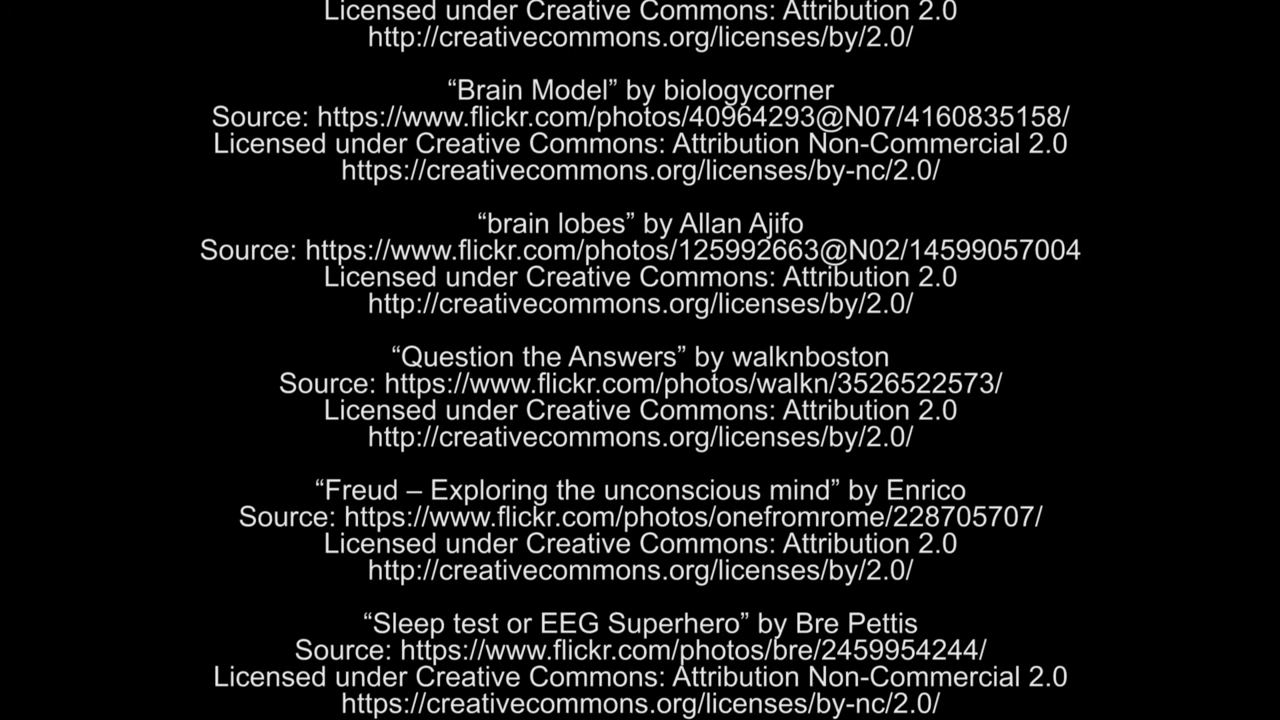 Licensed under Creative Commons: Attribution 2.0
http://creativecommons.org/licenses/by/2.0/
“Brain Model” by biologycorner
Source: https://www.flickr.com/photos/40964293@N07/4160835158/
Licensed under Creative Commons: Attribution Non-Commercial 2.0
https://creativecommons.org/licenses/by-nc/2.0/
“brain lobes” by Allan Ajifo
Source: https://www.flickr.com/photos/125992663@N02/14599057004
Licensed under Creative Commons: Attribution 2.0
http://creativecommons.org/licenses/by/2.0/
“Question the Answers” by walknboston
Source: https://www.flickr.com/photos/walkn/3526522573/
Licensed under Creative Commons: Attribution 2.0
http://creativecommons.org/licenses/by/2.0/
“Freud – Exploring the unconscious mind” by Enrico
Source: https://www.flickr.com/photos/onefromrome/228705707/
Licensed under Creative Commons: Attribution 2.0
http://creativecommons.org/licenses/by/2.0/
“Sleep test or EEG Superhero” by Bre Pettis
Source: https://www.flickr.com/photos/bre/2459954244/
Licensed under Creative Commons: Attribution Non-Commercial 2.0
https://creativecommons.org/licenses/by-nc/2.0/